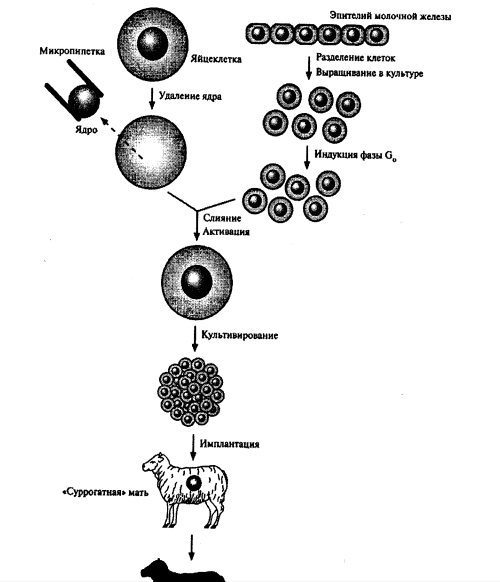 Эпителий молочной железы
Микропипетка
Яйцеклетка
Разделение клеток
Выращивание в культуре
Удаление ядра
Ядро
Индукция фазы G₀
Слияние
Активация
Культивирование
Имплантация
«Суррогатная» мать